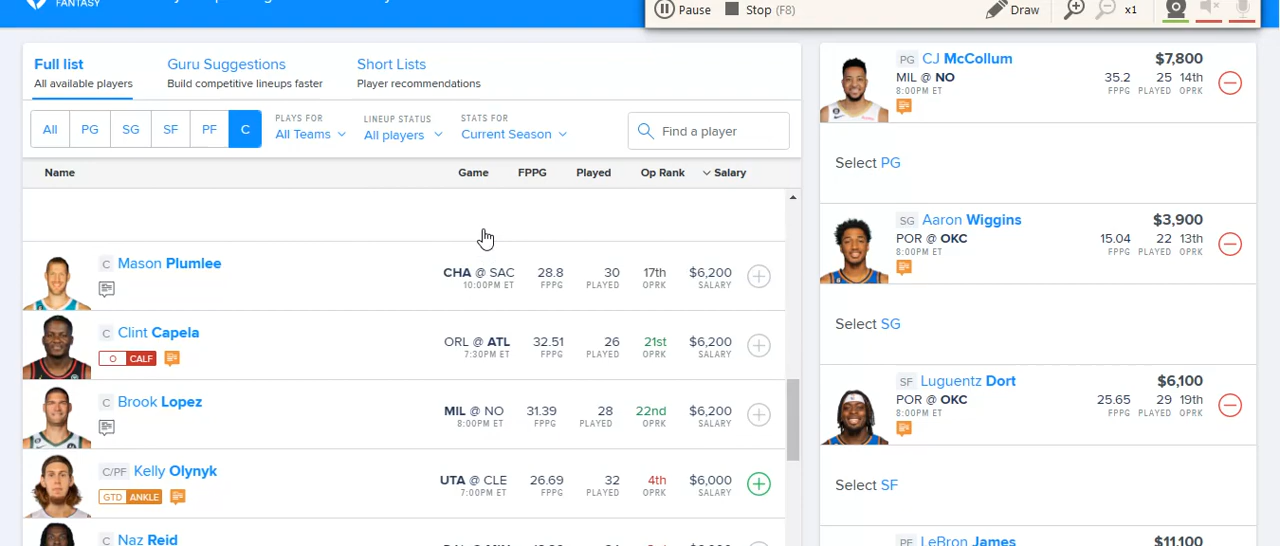 FANTASY
Pause Stop (F8) Draw x1
Full list Guru Suggestions Short Lists
All available players Build competitive lineups faster Player recommendations
All PG SG SF PF C
PLAYS FOR LINEUP STATUS STATS FOR
All Teams All players Current Season
Find a player
Name Game FPPG Played Op Rank Salary
C Mason Plumlee CHA @ SAC 28.8 30 17th $6,200
10:00PM ET FPPG PLAYED OPRK SALARY
C Clint Capela ORL @ ATL 32.51 26 21st $6,200
O CALF 7:30PM ET FPPG PLAYED OPRK SALARY
C Brook Lopez MIL @ NO 31.39 28 22nd $6,200
8:00PM ET FPPG PLAYED OPRK SALARY
C/PF Kelly Olynyk UTA @ CLE 26.69 32 4th $6,000
GTD ANKLE 7:00PM ET FPPG PLAYED OPRK SALARY
C Naz Reid
PG CJ McCollum $7,800
MIL @ NO 35.2 25 14th
8:00PM ET FPPG PLAYED OPRK
Select PG
SG Aaron Wiggins $3,900
POR @ OKC 15.04 22 13th
8:00PM ET FPPG PLAYED OPRK
Select SG
SF Luguentz Dort $6,100
POR @ OKC 25.65 29 19th
8:00PM ET FPPG PLAYED OPRK
Select SF
PF LeBron James $11,100